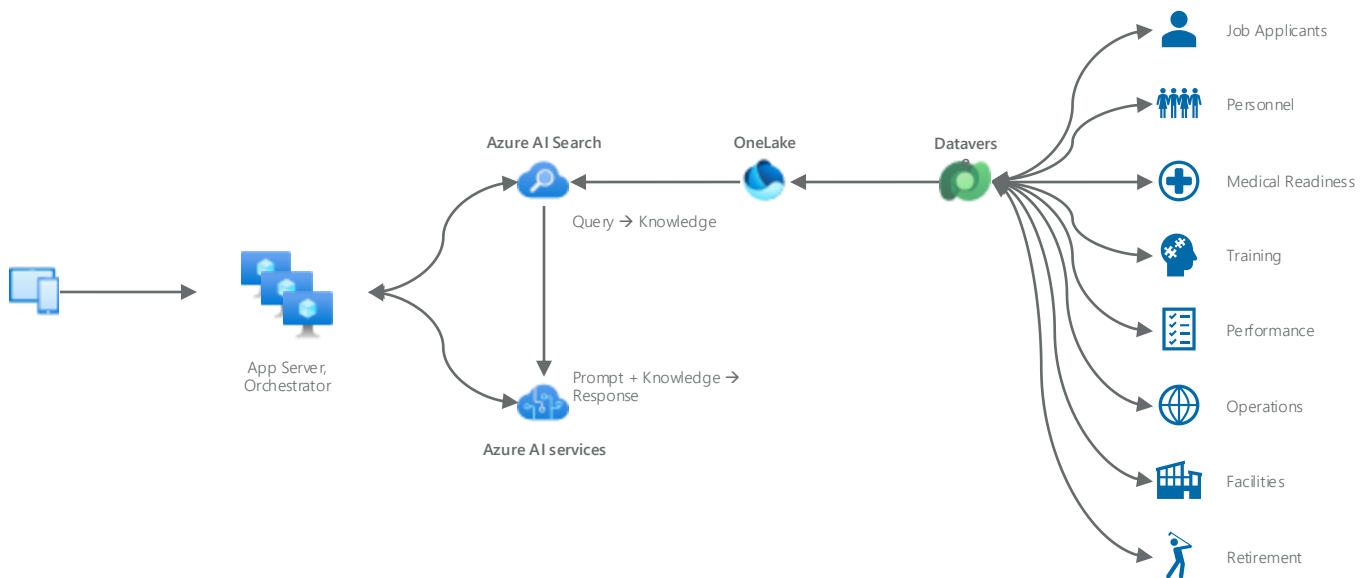 Job Applicants
Personnel
Azure AI Search
OneLake
Datavers
e
Medical Readiness
Query → Knowledge
Training
Performance
App Server,
Orchestrator
Prompt + Knowledge →
Response
Operations
Azure AI services
Facilities
Retirement